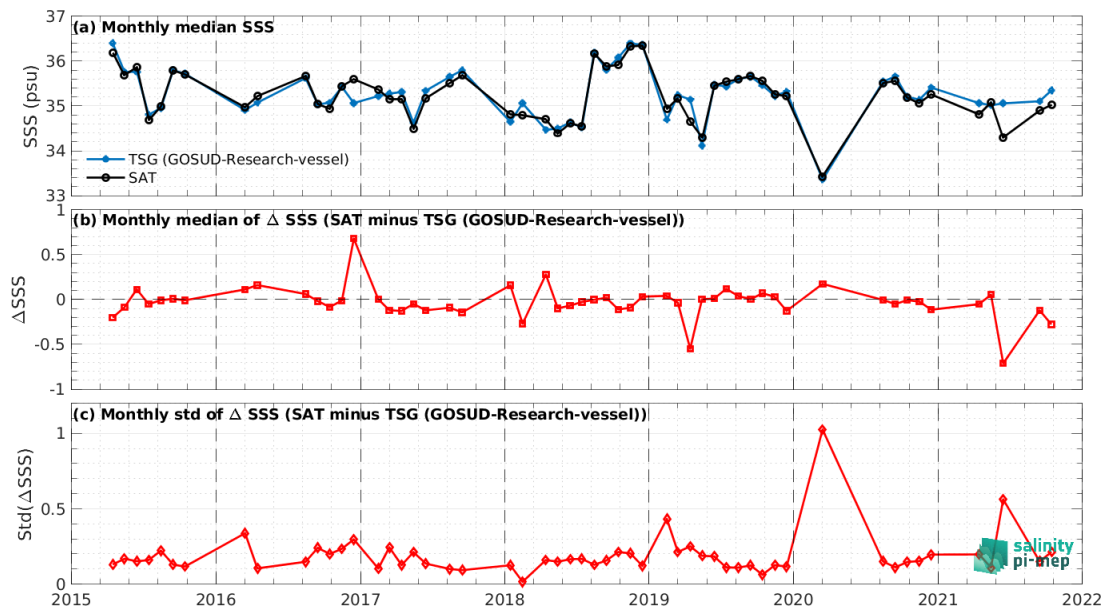 (a) Monthly median SSS
37
36
35
34
33
SSS (psu)
TSG (GOSUD-Research-vessel)
SAT
(b) Monthly median of Δ SSS (SAT minus TSG (GOSUD-Research-vessel))
1
0.5
0
-0.5
-1
ΔSSS
(c) Monthly std of Δ SSS (SAT minus TSG (GOSUD-Research-vessel))
1
0.5
0
Std(ΔSSS)
salinity
pi-mep
2015 2016 2017 2018 2019 2020 2021 2022